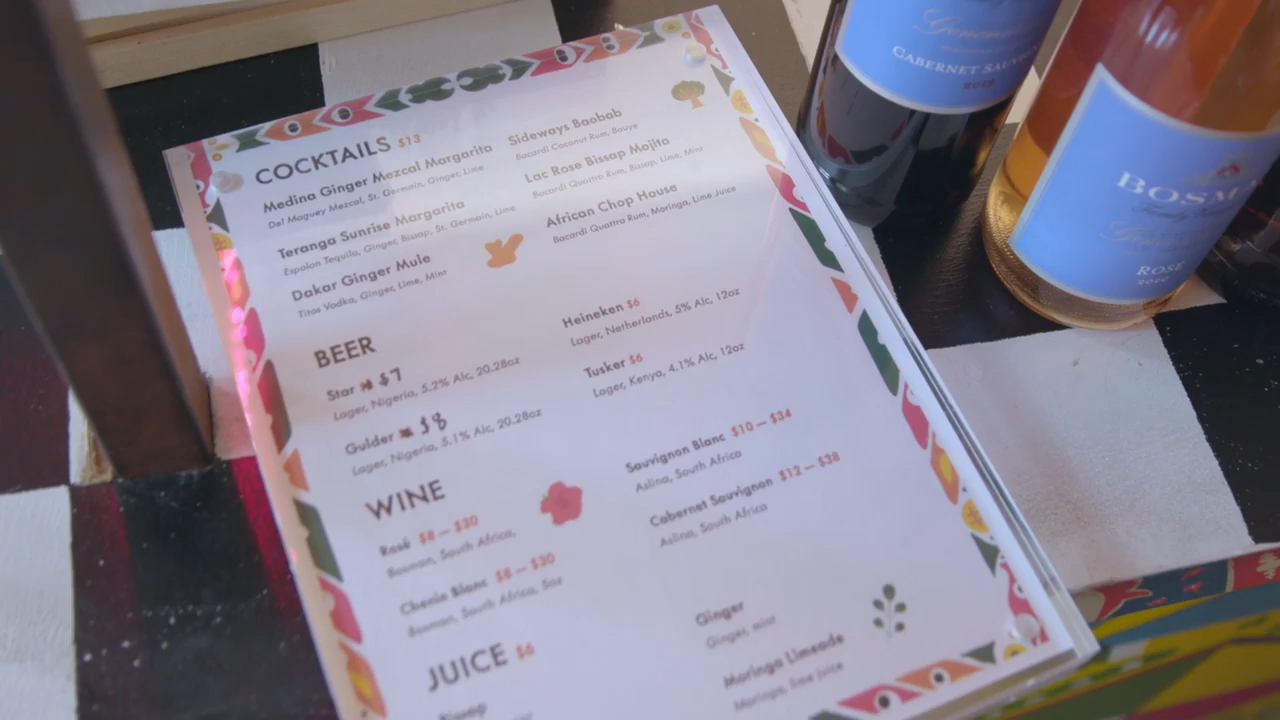 COCKTAILS $13
Medina Ginger Mezcal Margarita
Del Maguey Mezcal, St. Germain, Ginger, Lime
Teranga Sunrise Margarita
Espolon Tequila, Ginger, Bissap, St. Germain, Lime
Dakar Ginger Mule
Titos Vodka, Ginger, Lime, Mint
Sideways Baobab
Bacardi Coconut Rum, Bouye
Lac Rose Bissap Mojito
Bacardi Quattro Rum, Bissap, Lime, Mint
African Chop House
Bacardi Quattro Rum, Moringa, Lime Juice
BEER
Star $7
Lager, Nigeria, 5.2% Alc, 20.28oz
Gulder $8
Lager, Nigeria, 5.1% Alc, 20.28oz
Heineken $6
Lager, Netherlands, 5% Alc, 12oz
Tusker $6
Lager, Kenya, 4.1% Alc, 12oz
WINE
Rosé $8 — $30
Bosman, South Africa,
Chenin Blanc $8 — $30
Bosman, South Africa, 5oz
Sauvignon Blanc $10 — $34
Aslina, South Africa
Cabernet Sauvignon $12 — $38
Aslina, South Africa
JUICE $6
Bissap
Ginger
Ginger, mint
Moringa Limeade
Moringa, lime juice
CABERNET SAUV
BOSM
ROSÉ
2020